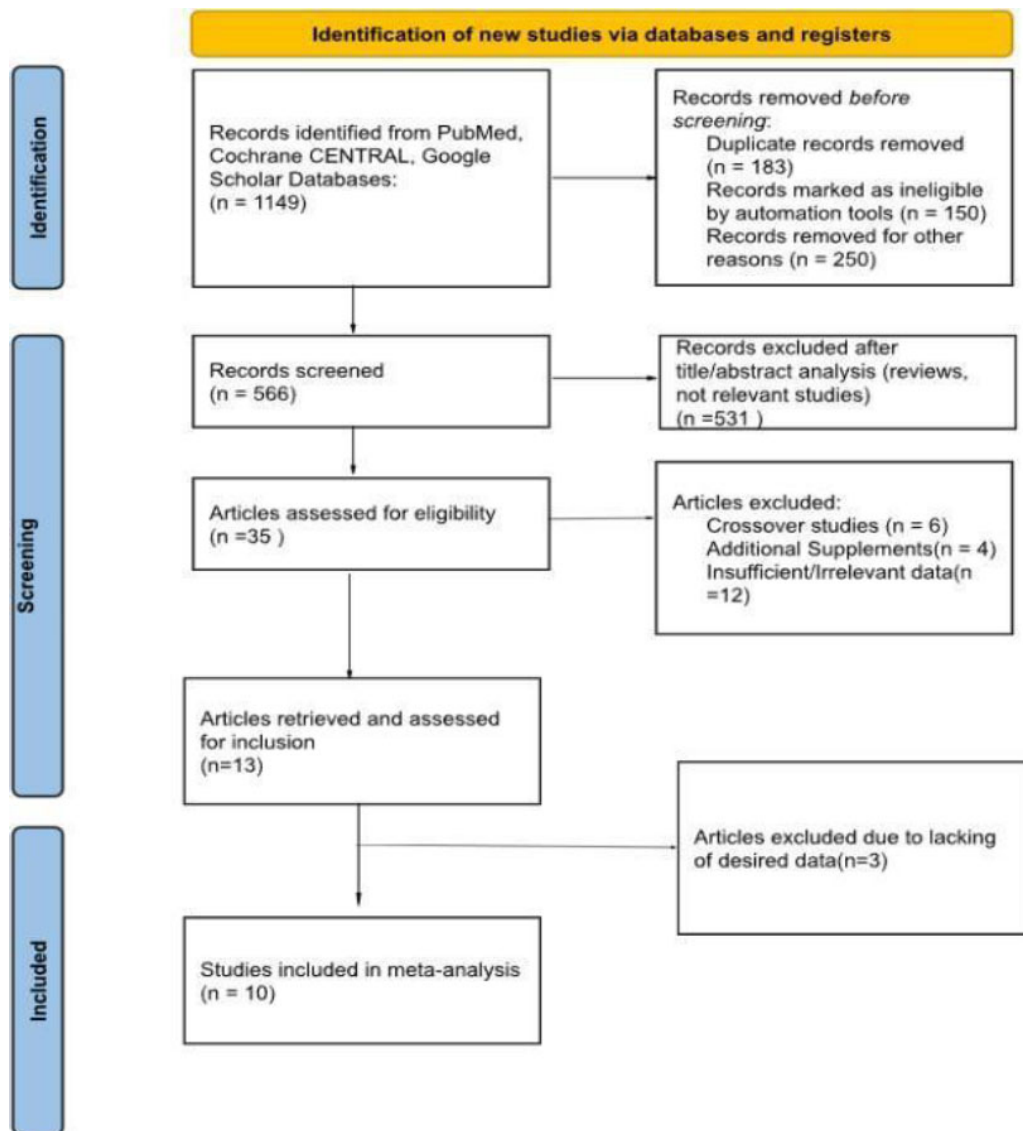 Identification of new studies via databases and registers
Identification
Records identified from PubMed,
Cochrane CENTRAL, Google
Scholar Databases:
(n = 1149)
Records removed before
screening:
Duplicate records removed
(n = 183)
Records marked as ineligible
by automation tools (n = 150)
Records removed for other
reasons (n = 250)
Screening
Records screened
(n = 566)
Records excluded after
title/abstract analysis (reviews,
not relevant studies)
(n =531 )
Articles assessed for eligibility
(n =35 )
Articles excluded:
Crossover studies (n = 6)
Additional Supplements(n = 4)
Insufficient/Irrelevant data(n
=12)
Articles retrieved and assessed
for inclusion
(n=13)
Articles excluded due to lacking
of desired data(n=3)
Included
Studies included in meta-analysis
(n = 10)